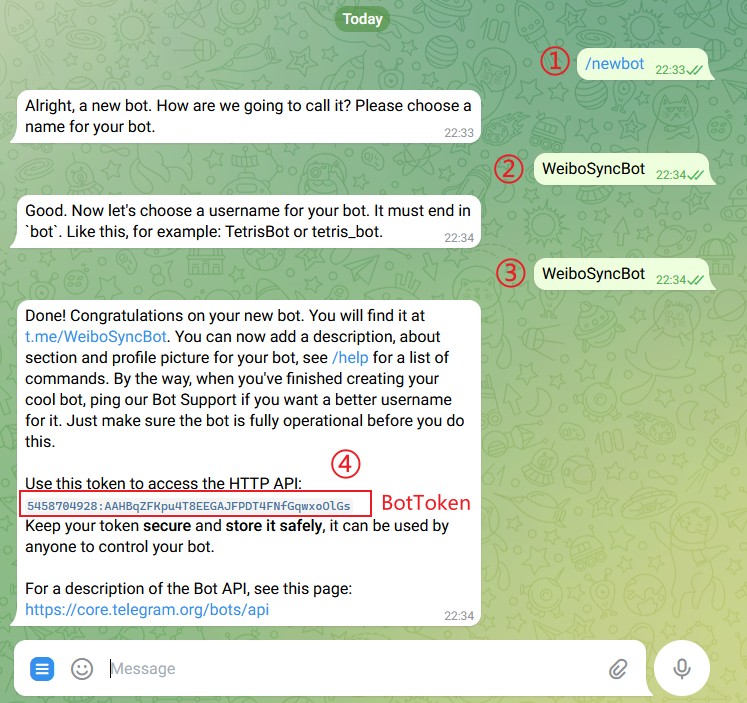 Today
① /newbot 22:33
Alright, a new bot. How are we going to call it? Please choose a
name for your bot. 22:33
② WeiboSyncBot 22:34
Good. Now let's choose a username for your bot. It must end in
`bot`. Like this, for example: TetrisBot or tetris_bot. 22:34
③ WeiboSyncBot 22:34
Done! Congratulations on your new bot. You will find it at
t.me/WeiboSyncBot. You can now add a description, about
section and profile picture for your bot, see /help for a list of
commands. By the way, when you've finished creating your
cool bot, ping our Bot Support if you want a better username
for it. Just make sure the bot is fully operational before you do
this.
④
Use this token to access the HTTP API:
5458704928:AAHBqZFKpu4T8EEGAJFPDT4FNfGqwxoOlGs BotToken
Keep your token secure and store it safely, it can be used by
anyone to control your bot.
For a description of the Bot API, see this page:
https://core.telegram.org/bots/api 22:34
Message